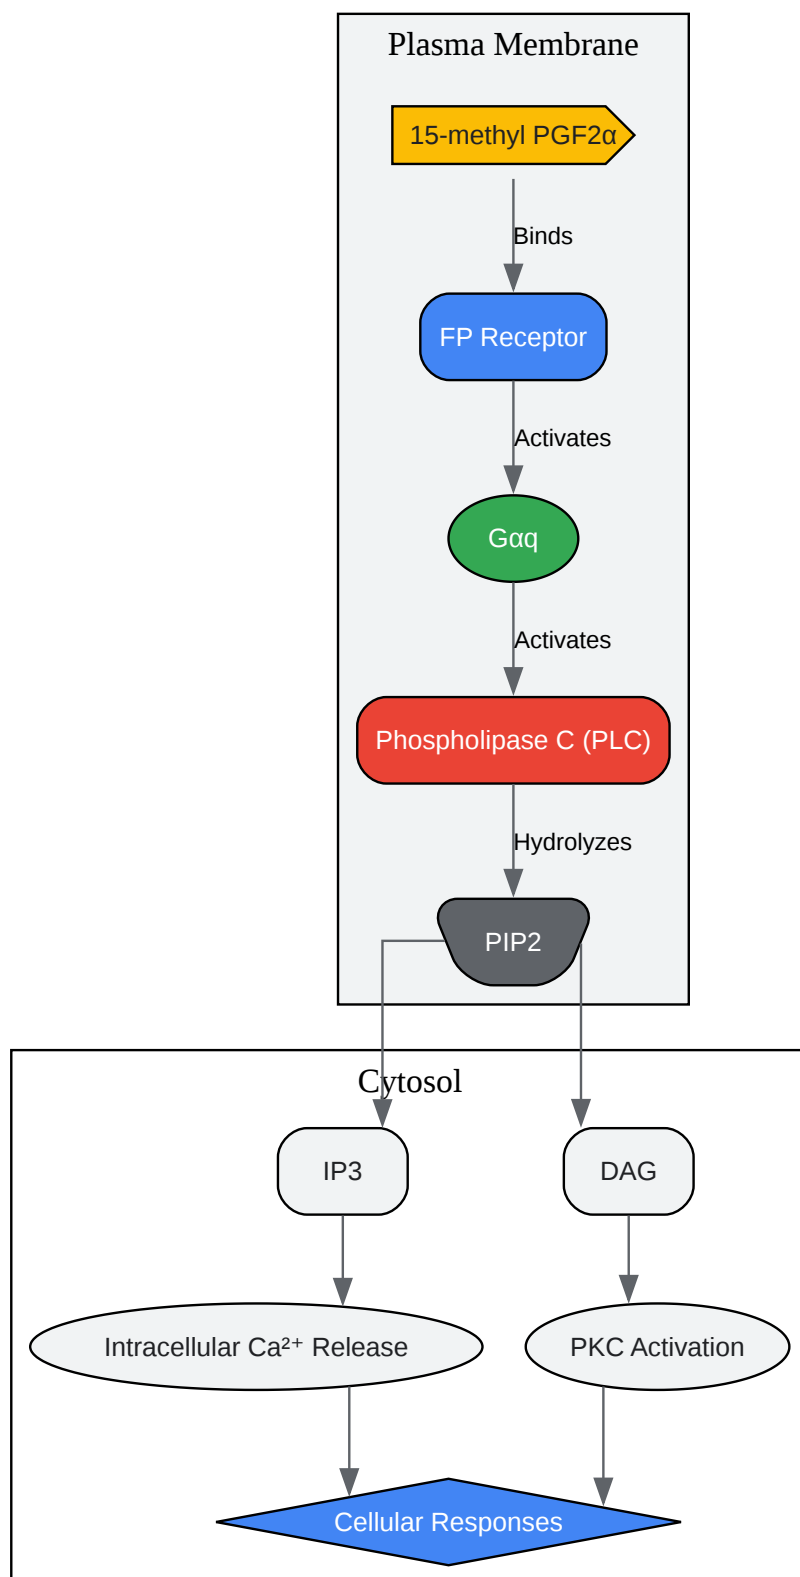 Plasma Membrane
15-methyl PGF2α
Binds
FP Receptor
Activates
Gαq
Activates
Phospholipase C (PLC)
Hydrolyzes
PIP2
Cytosol
IP3
DAG
Intracellular Ca²⁺ Release
PKC Activation
Cellular Responses